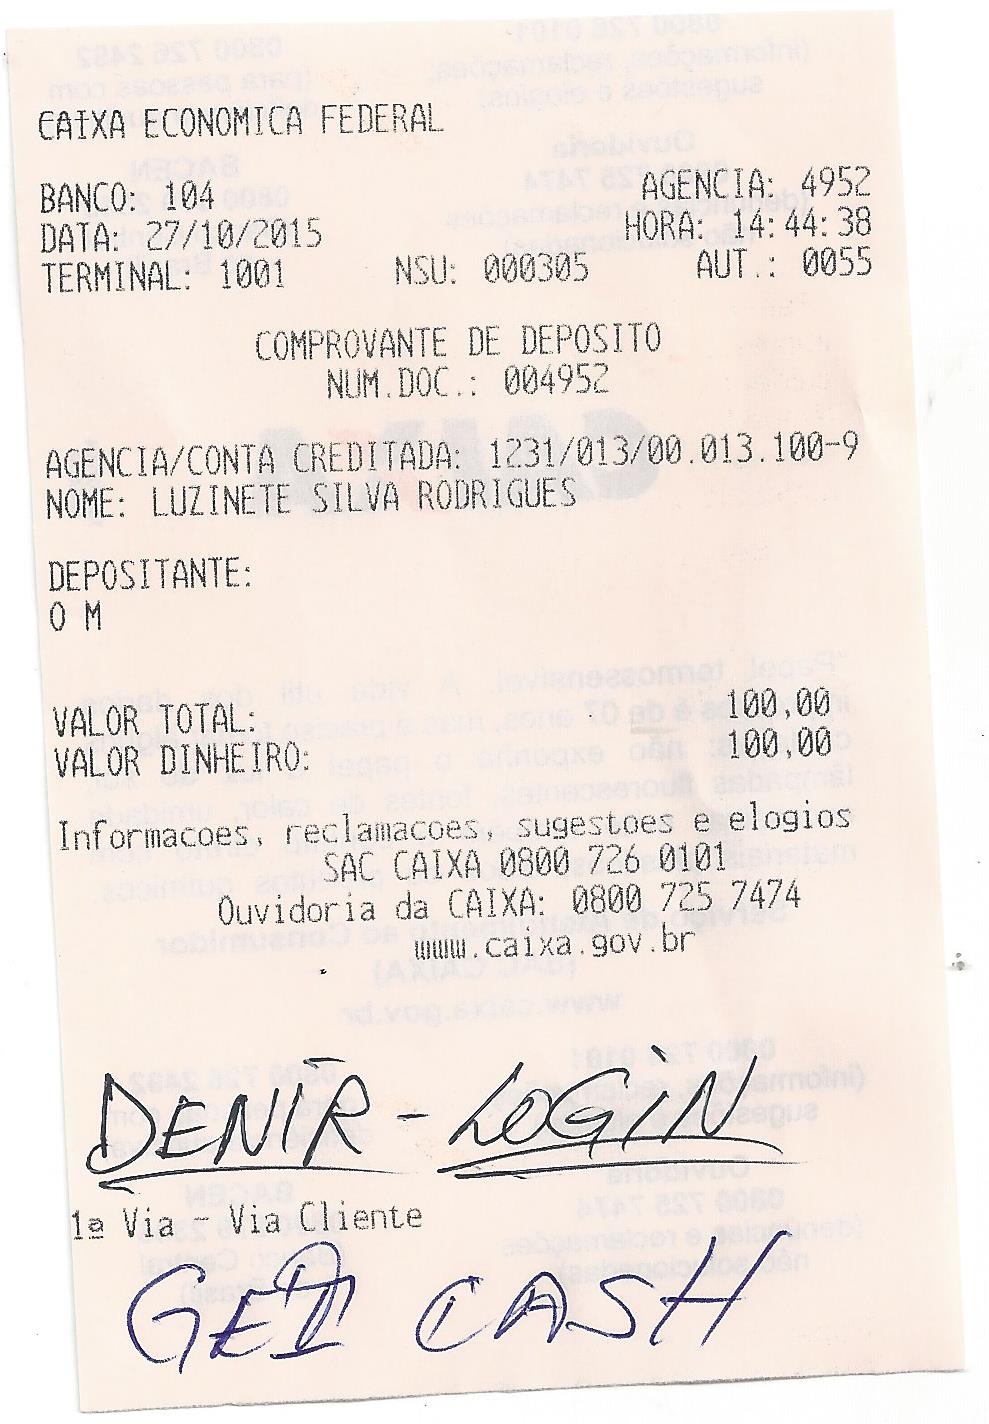 CAIXA ECONOMICA FEDERAL
BANCO: 104 AGENCIA: 4952
DATA: 27/10/2015 HORA: 14:44:38
TERMINAL: 1001 NSU: 000305 AUT.: 0055
COMPROVANTE DE DEPOSITO
NUM.DOC.: 004952
AGENCIA/CONTA CREDITADA: 1231/013/00.013.100-9
NOME: LUZINETE SILVA RODRIGUES
DEPOSITANTE:
O M
VALOR TOTAL: 100,00
VALOR DINHEIRO: 100,00
Informacoes, reclamacoes, sugestoes e elogios
SAC CAIXA 0800 726 0101
Ouvidoria da CAIXA: 0800 725 7474
www.caixa.gov.br
DENIR - LOGIN
1ª Via - Via Cliente
GET CASH